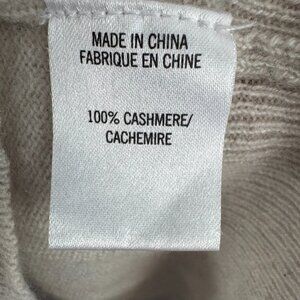 MADE IN CHINA
FABRIQUE EN CHINE
100% CASHMERE/
CACHEMIRE